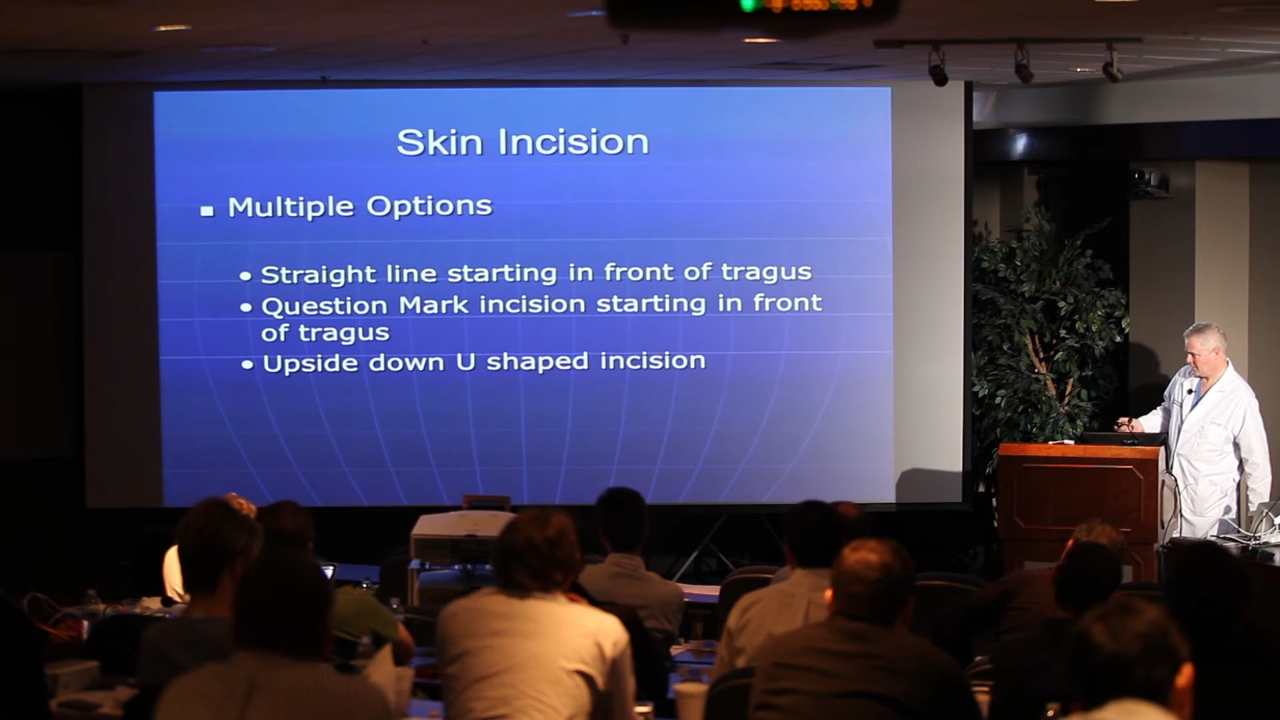 Skin Incision
Multiple Options
Straight line starting in front of tragus
Question Mark incision starting in front
of tragus
Upside down U shaped incision